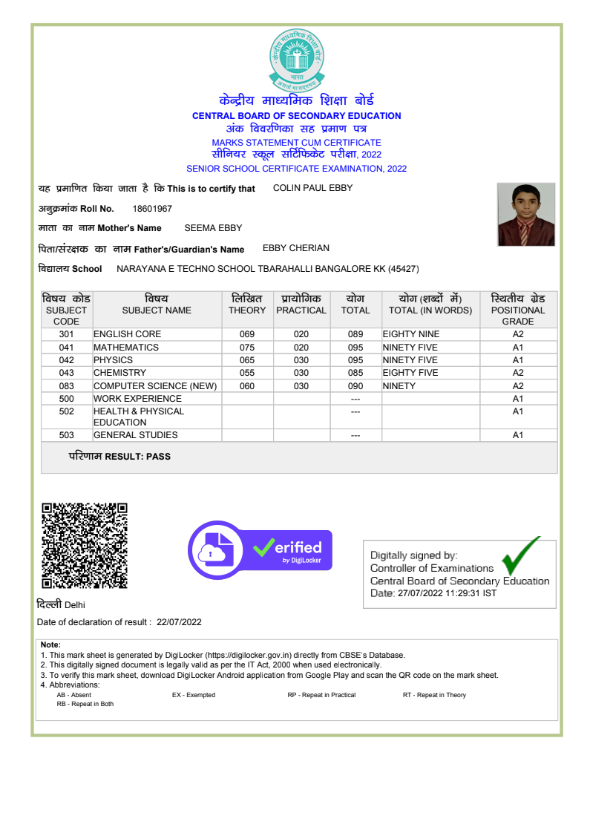 केन्द्रीय माध्यमिक शिक्षा बोर्ड
भारत
असतो मा सद्गमय
केन्द्रीय माध्यमिक शिक्षा बोर्ड
CENTRAL BOARD OF SECONDARY EDUCATION
अंक विवरणिका सह प्रमाण पत्र
MARKS STATEMENT CUM CERTIFICATE
सीनियर स्कूल सर्टिफिकेट परीक्षा, 2022
SENIOR SCHOOL CERTIFICATE EXAMINATION, 2022
यह प्रमाणित किया जाता है कि This is to certify that COLIN PAUL EBBY
अनुक्रमांक Roll No. 18601967
माता का नाम Mother's Name SEEMA EBBY
पिता/संरक्षक का नाम Father's/Guardian's Name EBBY CHERIAN
विद्यालय School NARAYANA E TECHNO SCHOOL TBARAHALLI BANGALORE KK (45427)
विषय कोड विषय लिखित प्रायोगिक योग योग (शब्दों में) स्थितीय ग्रेड
SUBJECT CODE SUBJECT NAME THEORY PRACTICAL TOTAL TOTAL (IN WORDS) POSITIONAL GRADE
301 ENGLISH CORE 069 020 089 EIGHTY NINE A2
041 MATHEMATICS 075 020 095 NINETY FIVE A1
042 PHYSICS 065 030 095 NINETY FIVE A1
043 CHEMISTRY 055 030 085 EIGHTY FIVE A2
083 COMPUTER SCIENCE (NEW) 060 030 090 NINETY A2
500 WORK EXPERIENCE --- A1
502 HEALTH & PHYSICAL EDUCATION --- A1
503 GENERAL STUDIES --- A1
परिणाम RESULT: PASS
verified
by DigiLocker
Digitally signed by:
Controller of Examinations
Central Board of Secondary Education
Date: 27/07/2022 11:29:31 IST
दिल्ली Delhi
Date of declaration of result : 22/07/2022
Note:
1. This mark sheet is generated by DigiLocker (https://digilocker.gov.in) directly from CBSE's Database.
2. This digitally signed document is legally valid as per the IT Act, 2000 when used electronically.
3. To verify this mark sheet, download DigiLocker Android application from Google Play and scan the QR code on the mark sheet.
4. Abbreviations:
AB - Absent EX - Exempted RP - Repeat in Practical RT - Repeat in Theory
RB - Repeat in Both